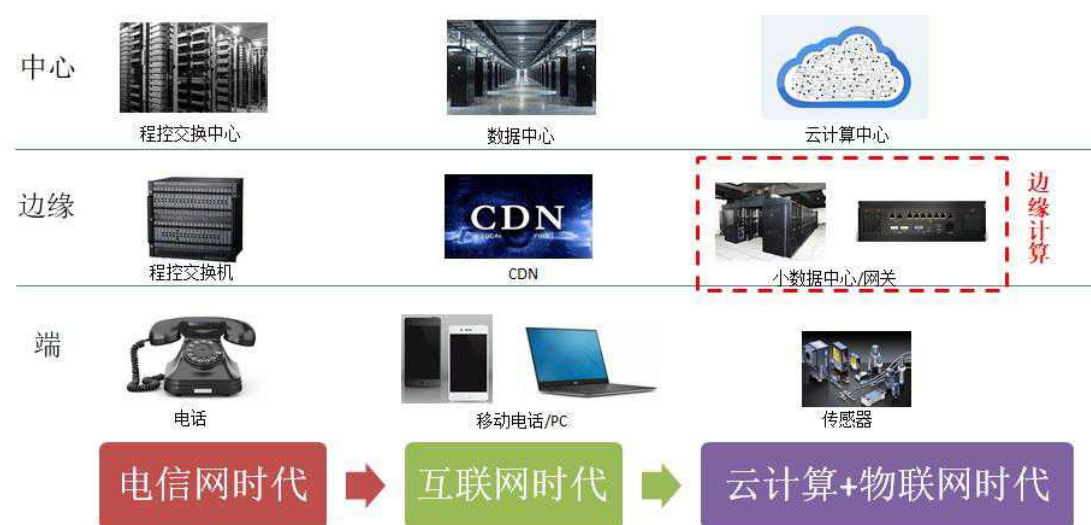 中心
程控交换中心
数据中心
云计算中心
边缘
程控交换机
CDN
LOCAL POINT
CDN
小数据中心/网关
边缘计算
端
电话
移动电话/PC
传感器
电信网时代
互联网时代
云计算+物联网时代